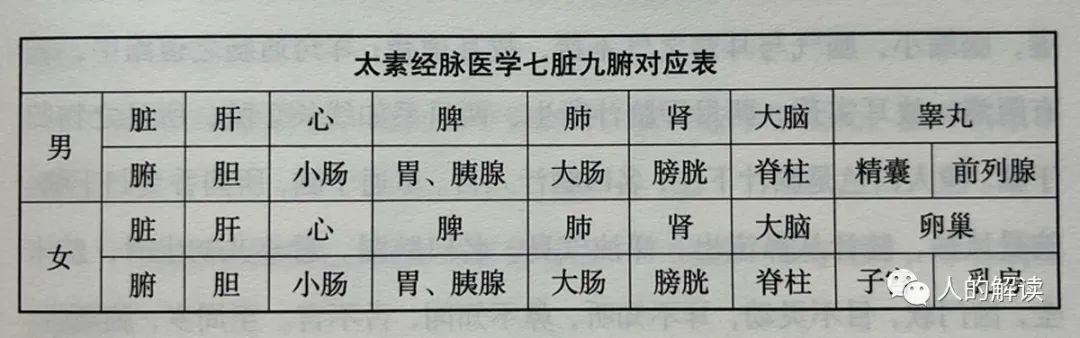 太素经脉医学七脏九腑对应表
男 脏 肝 心 脾 肺 肾 大脑 睾丸
腑 胆 小肠 胃、胰腺 大肠 膀胱 脊柱 精囊 前列腺
女 脏 肝 心 脾 肺 肾 大脑 卵巢
腑 胆 小肠 胃、胰腺 大肠 膀胱 脊柱 子宫 乳房
人的解读